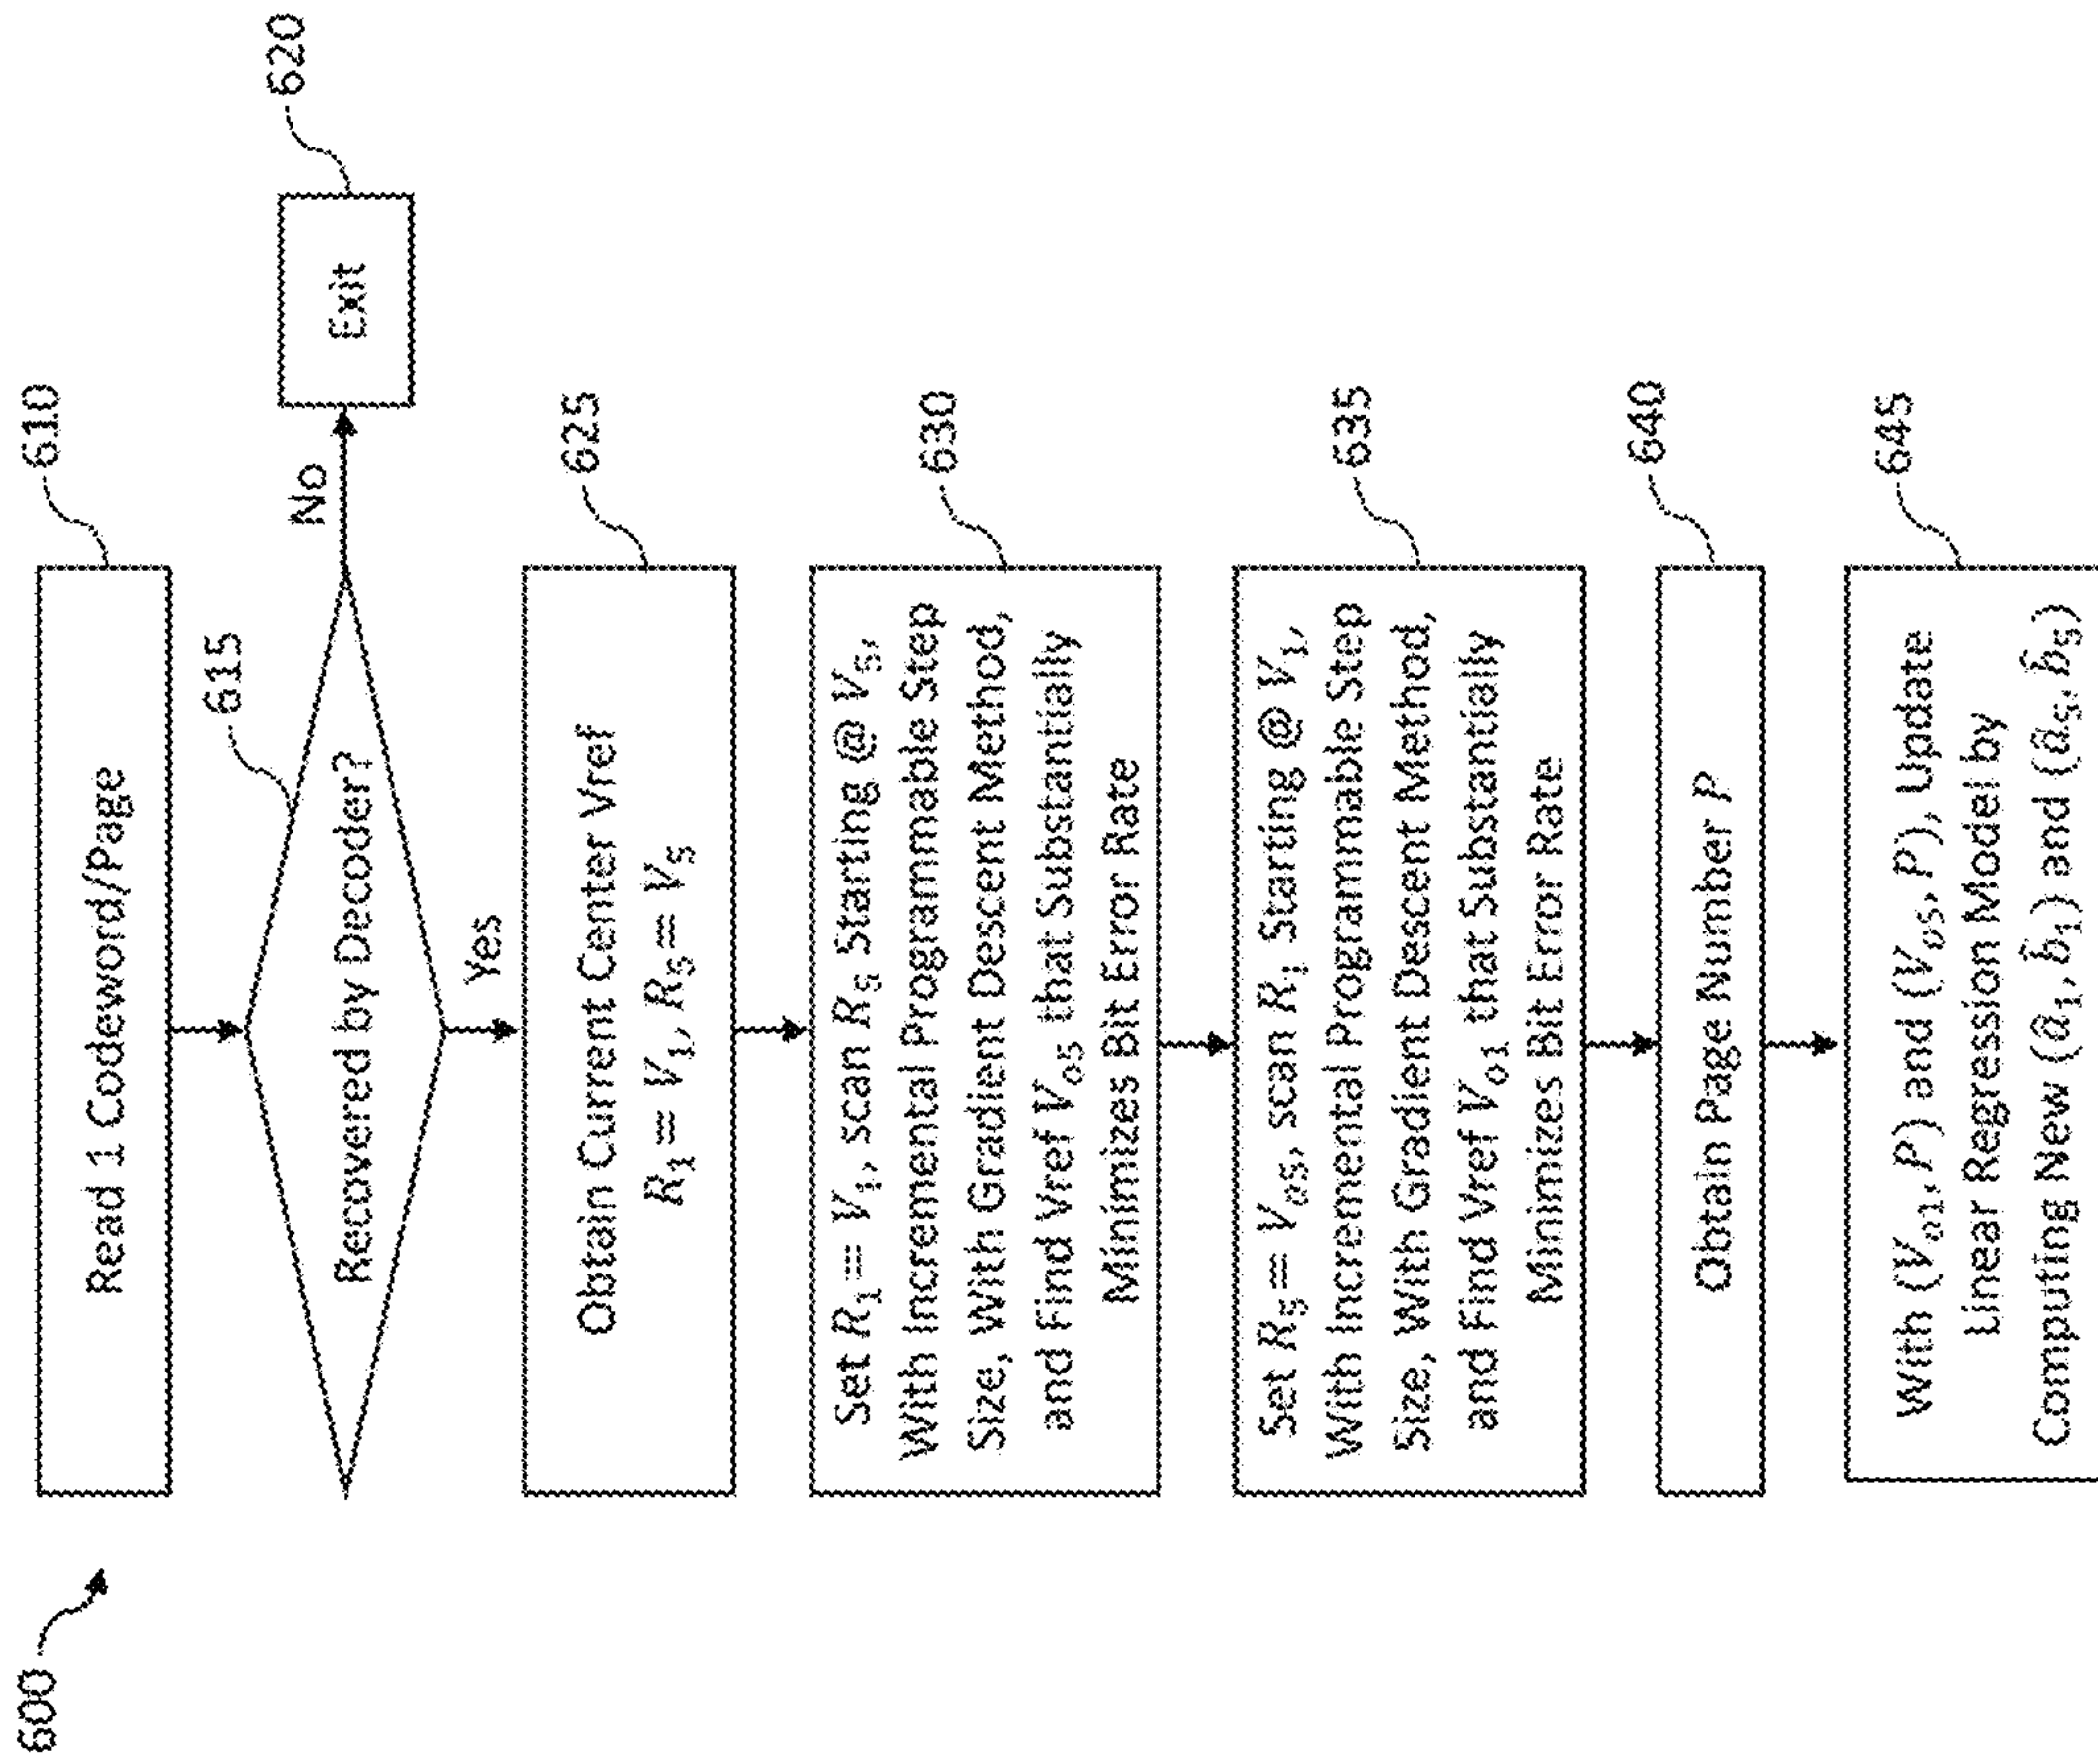 600
610
Read 1 Codeword/Page
615
Recovered by Decoder?
No
620
Exit
Yes
625
Obtain Current Center Vref
R₁ = V₁, R₅ = V₅
630
Set R₁ = V₁, scan R₅ Starting @ V₅,
With Incremental Programmable Step
Size, With Gradient Descent Method,
and Find Vref Vₒ₅ that Substantially
Minimizes Bit Error Rate
635
Set R₅ = Vₒ₅, scan R₁ Starting @ V₁,
With Incremental Programmable Step
Size, With Gradient Descent Method,
and Find Vref Vₒ₁ that Substantially
Minimizes Bit Error Rate
640
Obtain Page Number P
645
With (Vₒ₁, P) and (Vₒ₅, P), Update
Linear Regression Model by
Computing New (â₁, b̂₁) and (â₅, b̂₅)